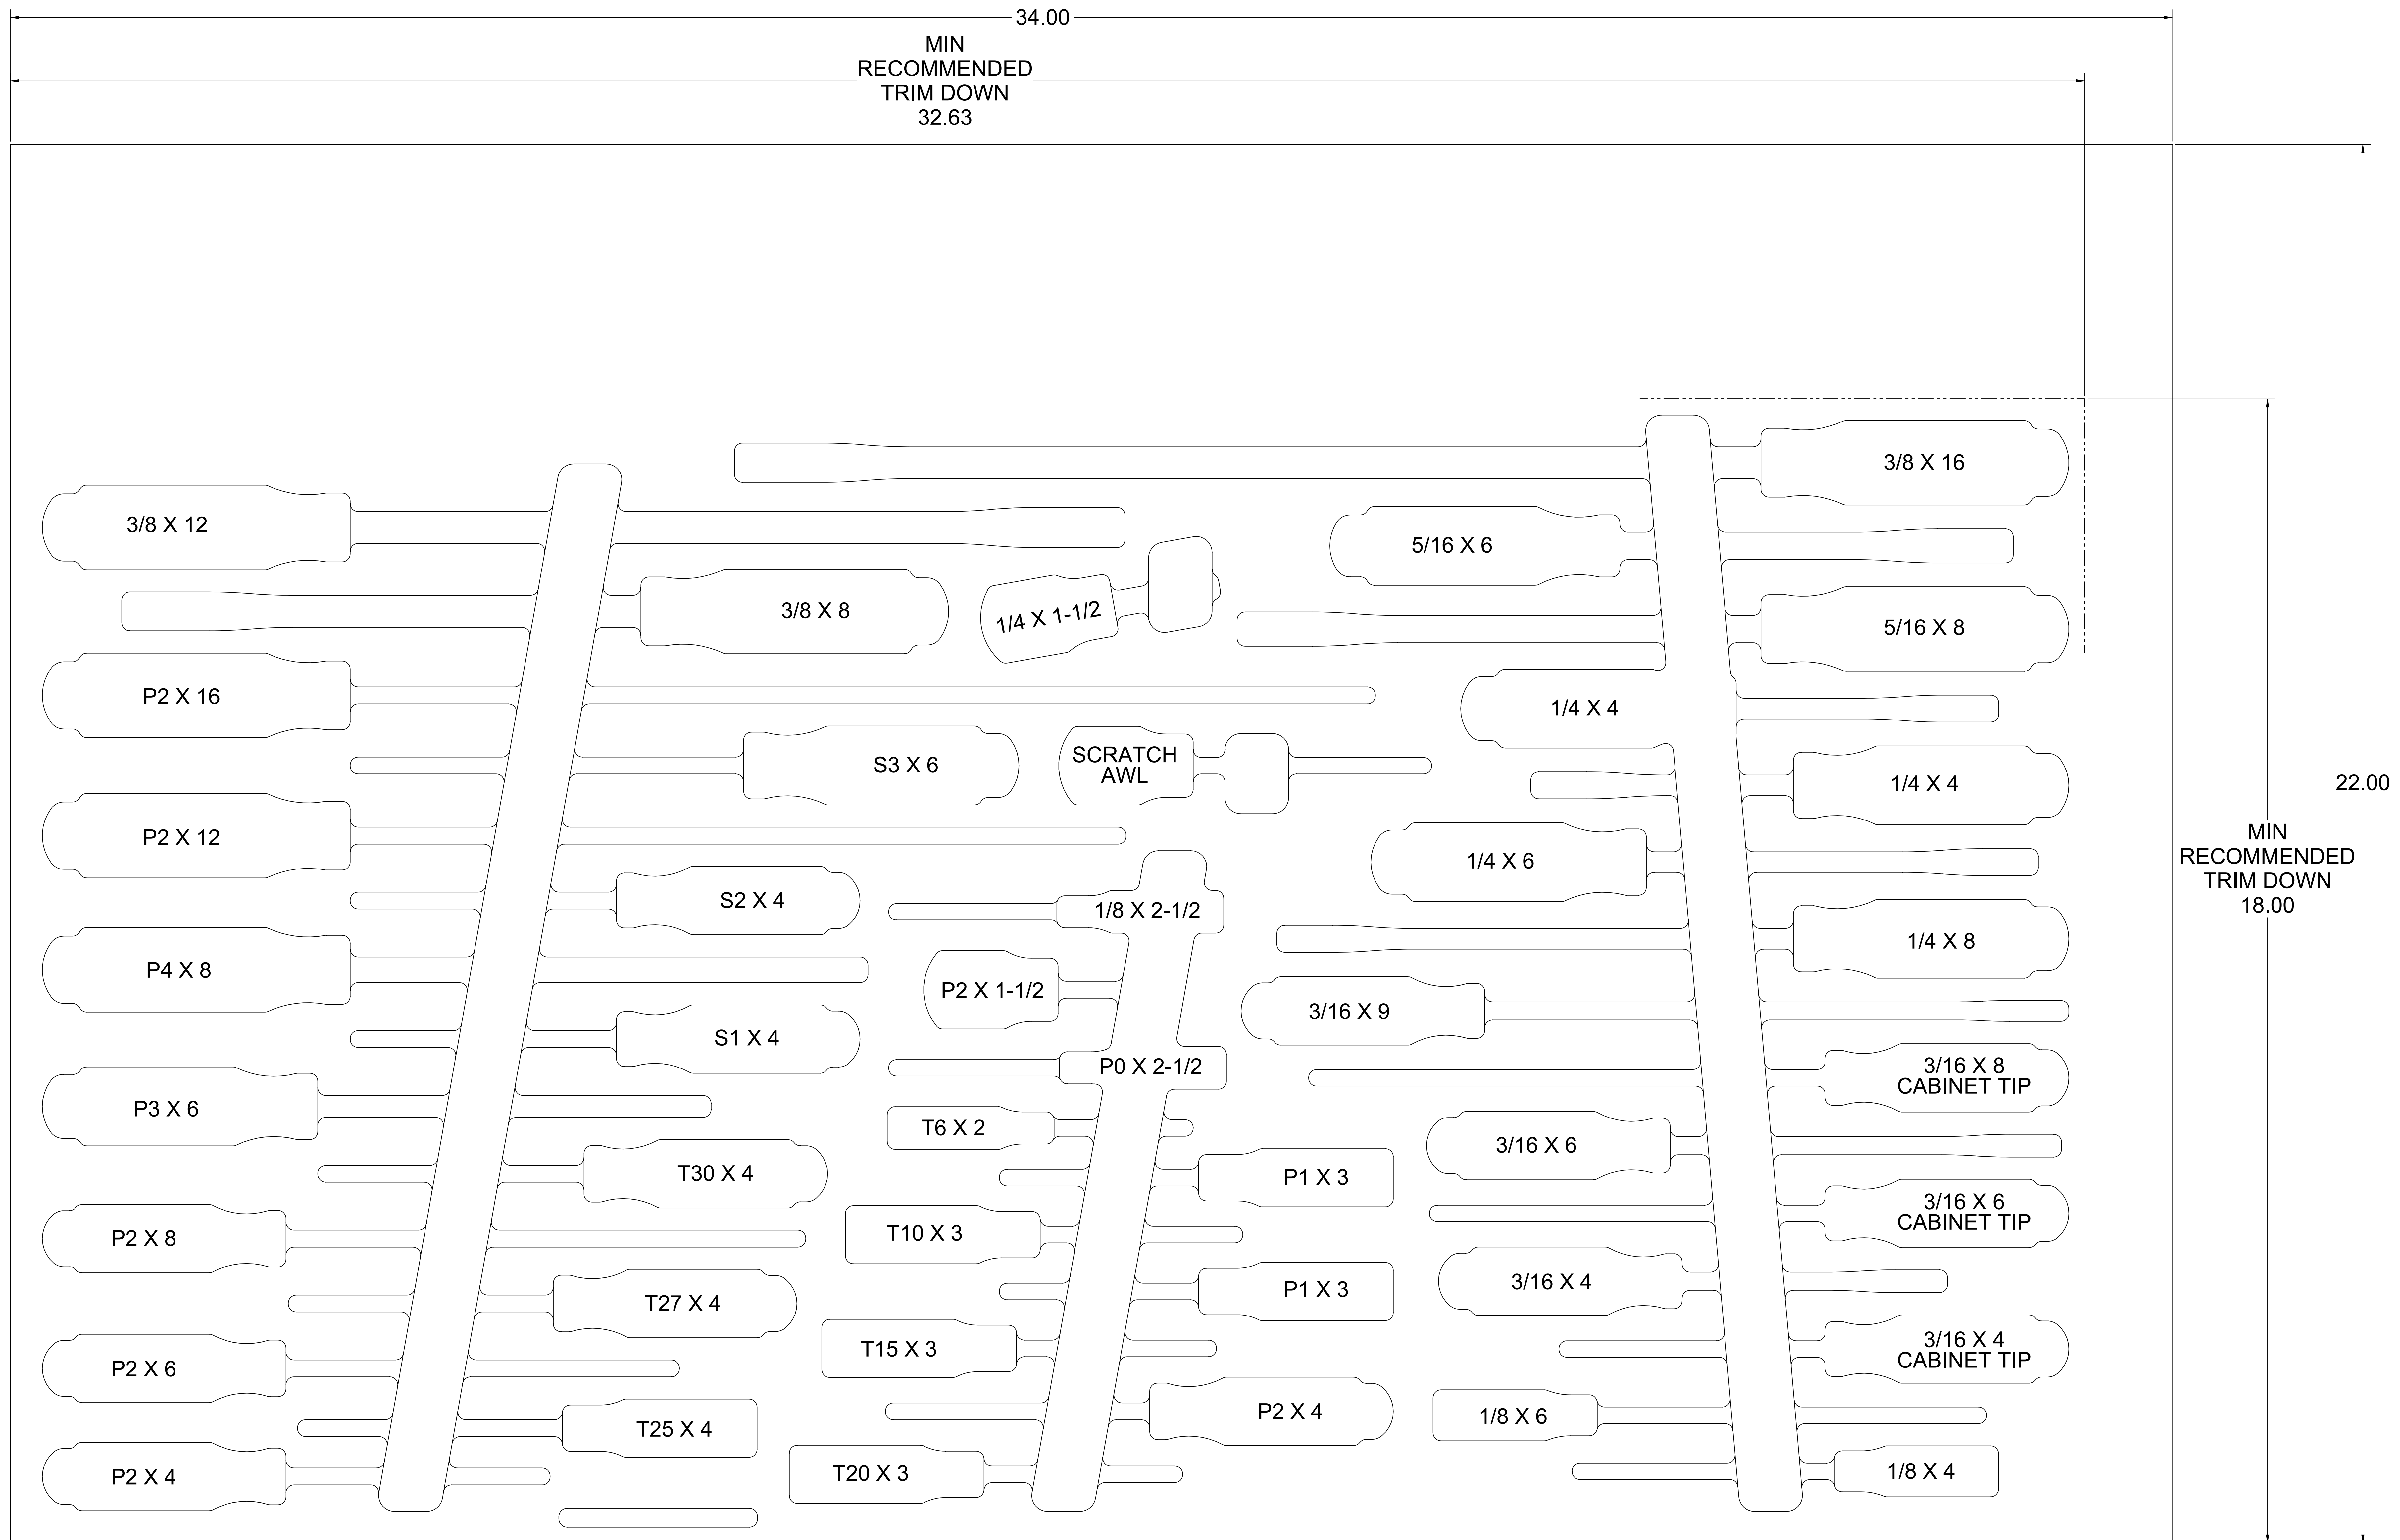 34.00
MIN
RECOMMENDED
TRIM DOWN
32.63
3/8 X 16
3/8 X 12
5/16 X 6
3/8 X 8
1/4 X 1-1/2
5/16 X 8
P2 X 16
1/4 X 4
S3 X 6
SCRATCH
AWL
1/4 X 4
22.00
P2 X 12
1/4 X 6
MIN
RECOMMENDED
TRIM DOWN
18.00
S2 X 4
1/8 X 2-1/2
1/4 X 8
P4 X 8
P2 X 1-1/2
3/16 X 9
S1 X 4
P0 X 2-1/2
3/16 X 8
CABINET TIP
P3 X 6
T6 X 2
3/16 X 6
T30 X 4
P1 X 3
3/16 X 6
CABINET TIP
P2 X 8
T10 X 3
3/16 X 4
T27 X 4
P1 X 3
3/16 X 4
CABINET TIP
P2 X 6
T15 X 3
P2 X 4
1/8 X 6
T25 X 4
P2 X 4
T20 X 3
1/8 X 4